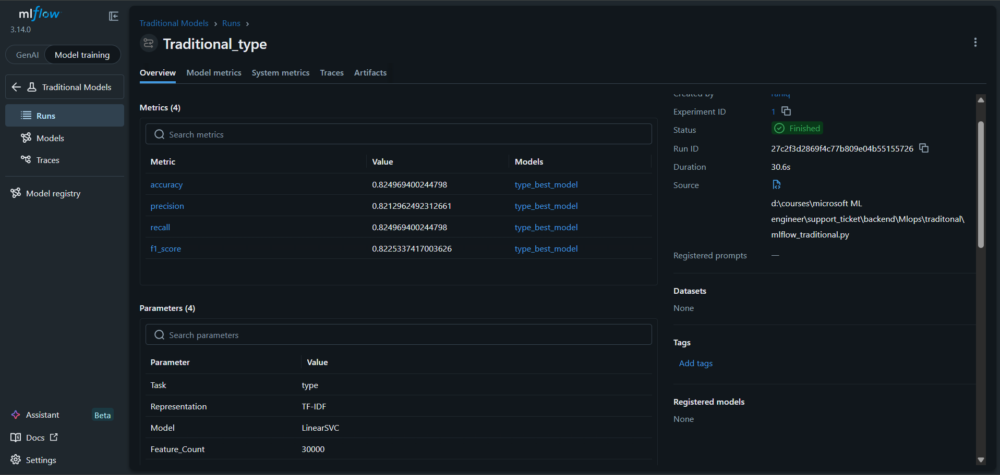 mlflow
3.14.0
GenAI
Model training
Traditional Models
Runs
Models
Traces
Model registry
Assistant
Beta
Docs
Settings
Traditional Models > Runs >
Traditional_type
Overview Model metrics System metrics Traces Artifacts
Metrics (4)
Search metrics
Metric Value Models
accuracy 0.824969400244798 type_best_model
precision 0.8212962492312661 type_best_model
recall 0.824969400244798 type_best_model
f1_score 0.8225337417003626 type_best_model
Parameters (4)
Search parameters
Parameter Value
Task type
Representation TF-IDF
Model LinearSVC
Feature_Count 30000
Created by
Experiment ID 1
Status Finished
Run ID 27c2f3d2869f4c77b809e04b55155726
Duration 30.6s
Source
d:\courses\microsoft ML
engineer\support_ticket\backend\Mlops\traditonal\
mlflow_traditional.py
Registered prompts —
Datasets
None
Tags
Add tags
Registered models
None